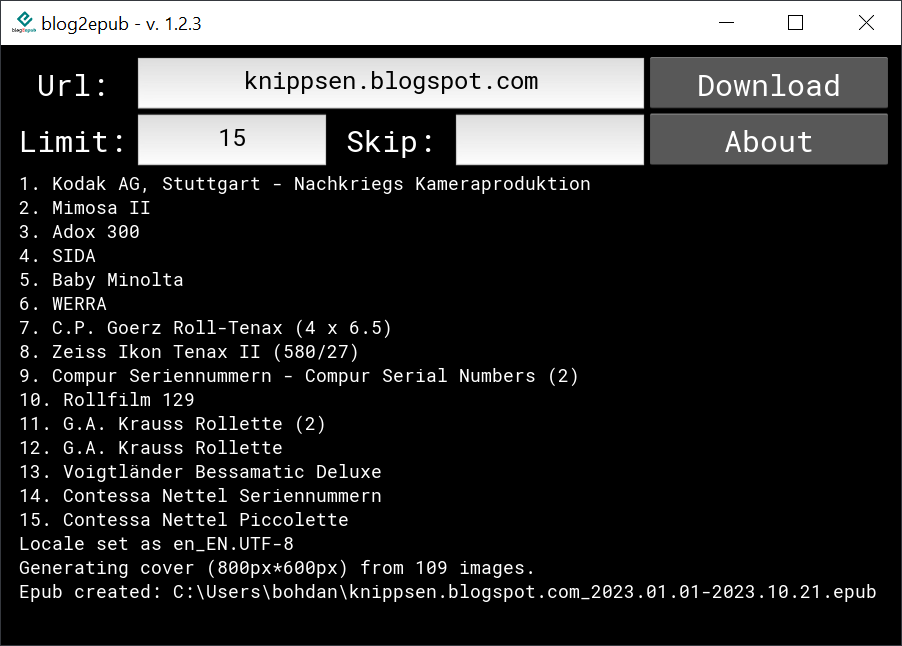 blog2epub - v. 1.2.3
Url: knippsen.blogspot.com Download
Limit: 15 Skip: About
1. Kodak AG, Stuttgart - Nachkriegs Kameraproduktion
2. Mimosa II
3. Adox 300
4. SIDA
5. Baby Minolta
6. WERRA
7. C.P. Goerz Roll-Tenax (4 x 6.5)
8. Zeiss Ikon Tenax II (580/27)
9. Compur Seriennummern - Compur Serial Numbers (2)
10. Rollfilm 129
11. G.A. Krauss Rollette (2)
12. G.A. Krauss Rollette
13. Voigtländer Bessamatic Deluxe
14. Contessa Nettel Seriennummern
15. Contessa Nettel Piccolette
Locale set as en_EN.UTF-8
Generating cover (800px*600px) from 109 images.
Epub created: C:\Users\bohdan\knippsen.blogspot.com_2023.01.01-2023.10.21.epub